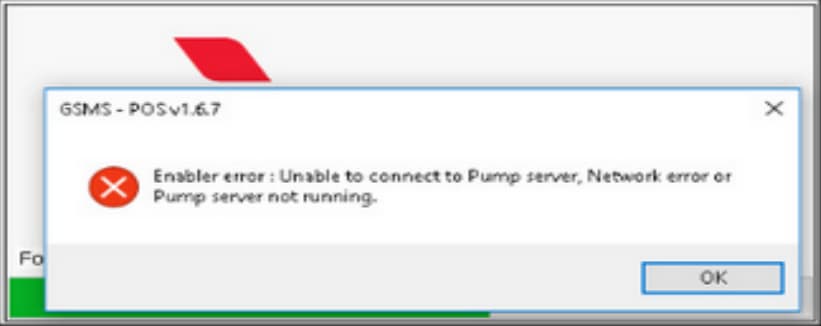 GSMS - POS v1.6.7
Enabler error : Unable to connect to Pump server, Network error or
Pump server not running.
Fo
OK